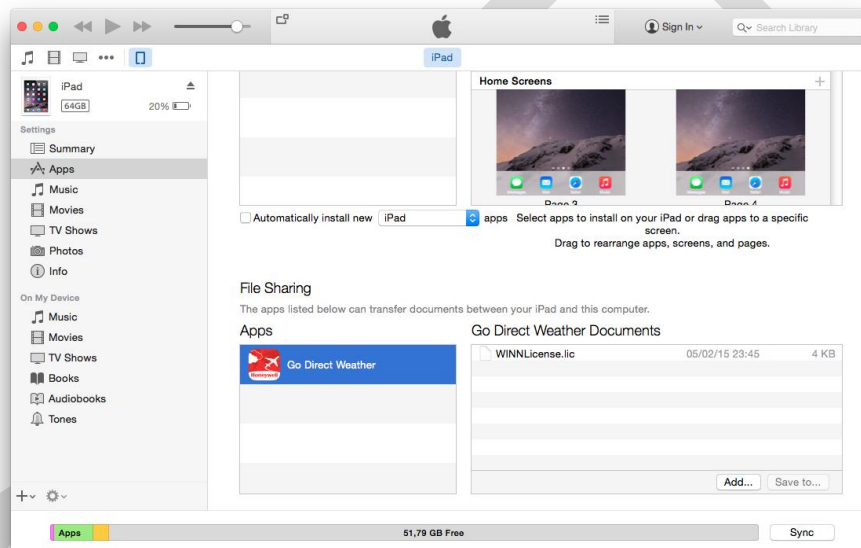 Sign In
Search Library
iPad
iPad
64GB
20%
Settings
Summary
Apps
Music
Movies
TV Shows
Photos
Info
On My Device
Music
Movies
TV Shows
Books
Audiobooks
Tones
Home Screens
Page 3
Page 4
Automatically install new iPad apps
Select apps to install on your iPad or drag apps to a specific
screen.
Drag to rearrange apps, screens, and pages.
File Sharing
The apps listed below can transfer documents between your iPad and this computer.
Apps
Go Direct Weather Documents
Honeywell
Go Direct Weather
WINNLicense.lic 05/02/15 23:45 4 KB
Add... Save to...
Apps
51,79 GB Free
Sync